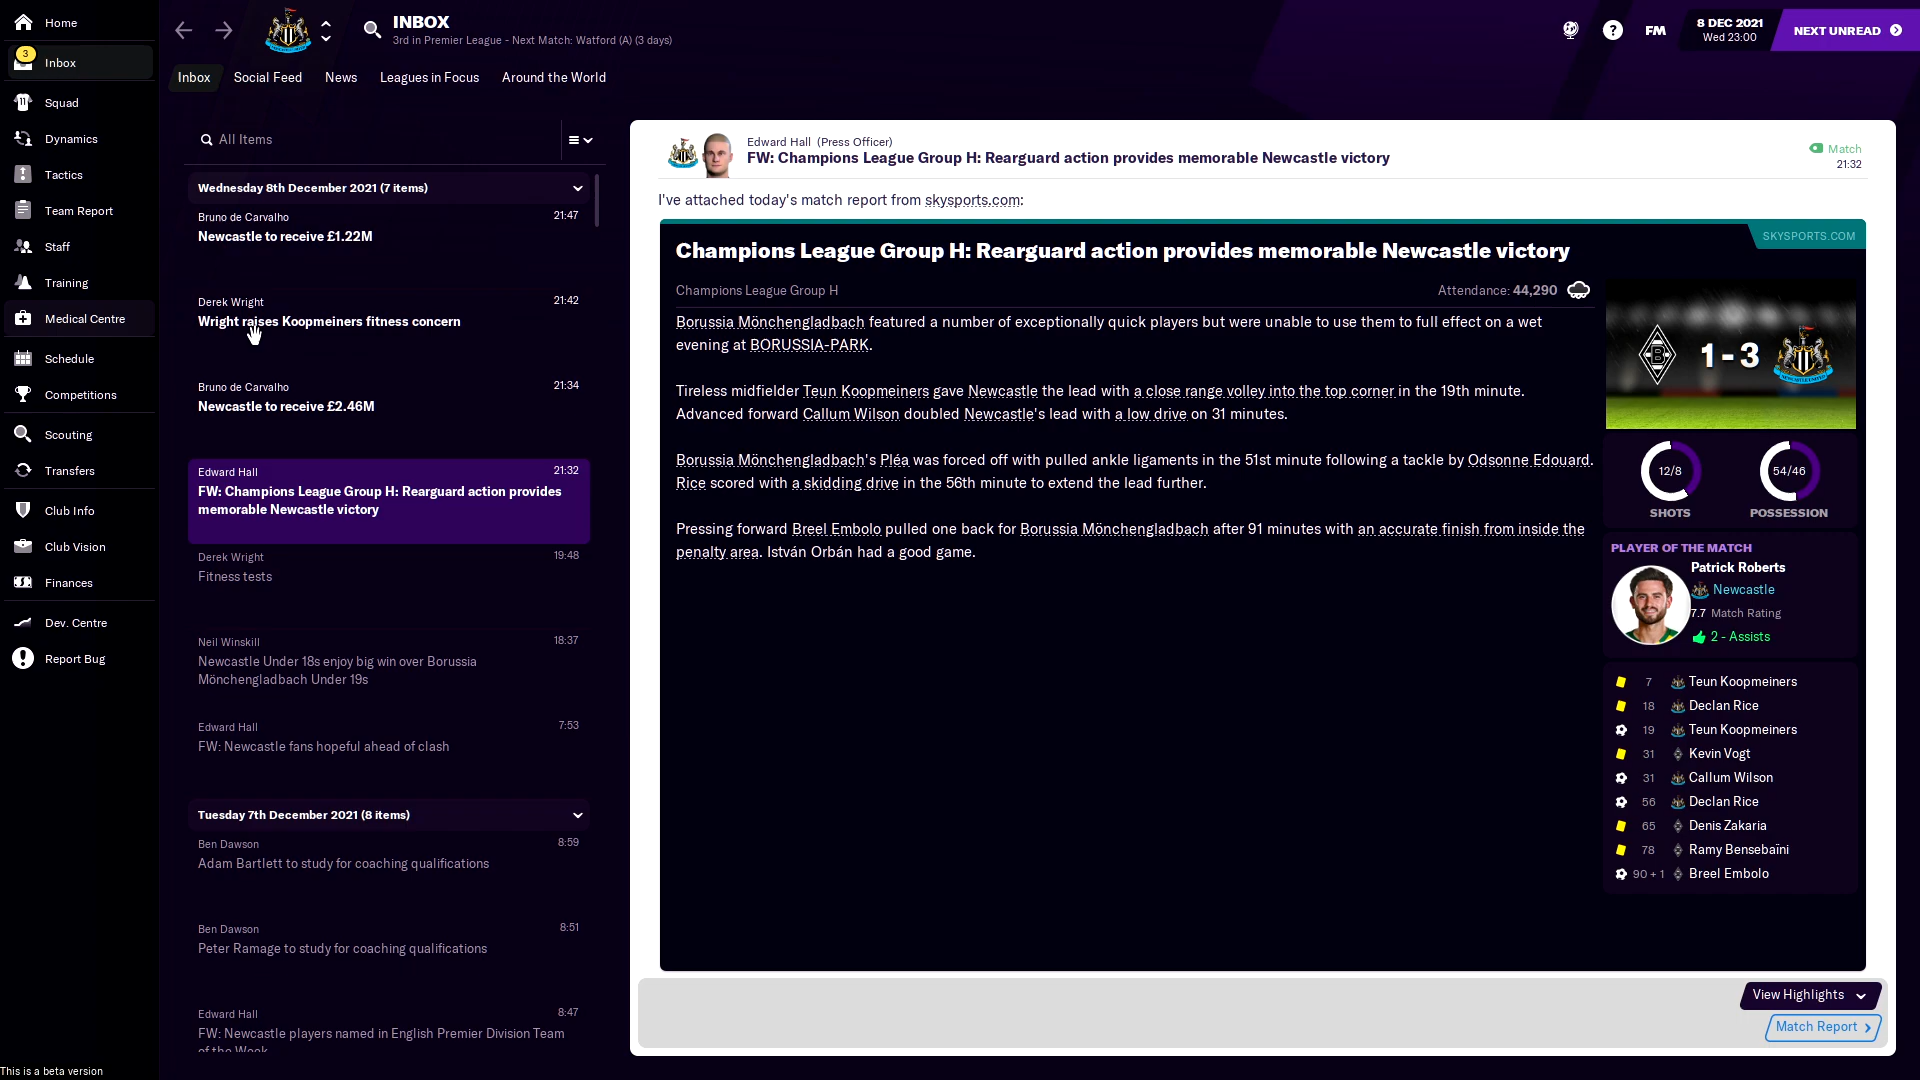 Home
3
Inbox
Squad
Dynamics
Tactics
Team Report
Staff
Training
Medical Centre
Schedule
Competitions
Scouting
Transfers
Club Info
Club Vision
Finances
Dev. Centre
Report Bug
This is a beta version
INBOX
3rd in Premier League - Next Match: Watford (A) (3 days)
FM
8 DEC 2021
Wed 23:00
NEXT UNREAD
Inbox
Social Feed
News
Leagues in Focus
Around the World
All Items
Wednesday 8th December 2021 (7 items)
Bruno de Carvalho 21:47
Newcastle to receive £1.22M
Derek Wright 21:42
Wright raises Koopmeiners fitness concern
Bruno de Carvalho 21:34
Newcastle to receive £2.46M
Edward Hall 21:32
FW: Champions League Group H: Rearguard action provides
memorable Newcastle victory
Derek Wright 19:48
Fitness tests
Neil Winskill 18:37
Newcastle Under 18s enjoy big win over Borussia
Mönchengladbach Under 19s
Edward Hall 7:53
FW: Newcastle fans hopeful ahead of clash
Tuesday 7th December 2021 (8 items)
Ben Dawson 8:59
Adam Bartlett to study for coaching qualifications
Ben Dawson 8:51
Peter Ramage to study for coaching qualifications
Edward Hall 8:47
FW: Newcastle players named in English Premier Division Team
of the Week
Edward Hall (Press Officer)
FW: Champions League Group H: Rearguard action provides memorable Newcastle victory
Match
21:32
I've attached today's match report from skysports.com:
SKYSPORTS.COM
Champions League Group H: Rearguard action provides memorable Newcastle victory
Champions League Group H
Attendance: 44,290
Borussia Mönchengladbach featured a number of exceptionally quick players but were unable to use them to full effect on a wet
evening at BORUSSIA-PARK.
Tireless midfielder Teun Koopmeiners gave Newcastle the lead with a close range volley into the top corner in the 19th minute.
Advanced forward Callum Wilson doubled Newcastle's lead with a low drive on 31 minutes.
Borussia Mönchengladbach's Pléa was forced off with pulled ankle ligaments in the 51st minute following a tackle by Odsonne Edouard.
Rice scored with a skidding drive in the 56th minute to extend the lead further.
Pressing forward Breel Embolo pulled one back for Borussia Mönchengladbach after 91 minutes with an accurate finish from inside the
penalty area. István Orbán had a good game.
1 - 3
12/8
SHOTS
54/46
POSSESSION
PLAYER OF THE MATCH
Patrick Roberts
Newcastle
7.7 Match Rating
2 - Assists
7 Teun Koopmeiners
18 Declan Rice
19 Teun Koopmeiners
31 Kevin Vogt
31 Callum Wilson
56 Declan Rice
65 Denis Zakaria
78 Ramy Bensebaïni
90 + 1 Breel Embolo
View Highlights
Match Report